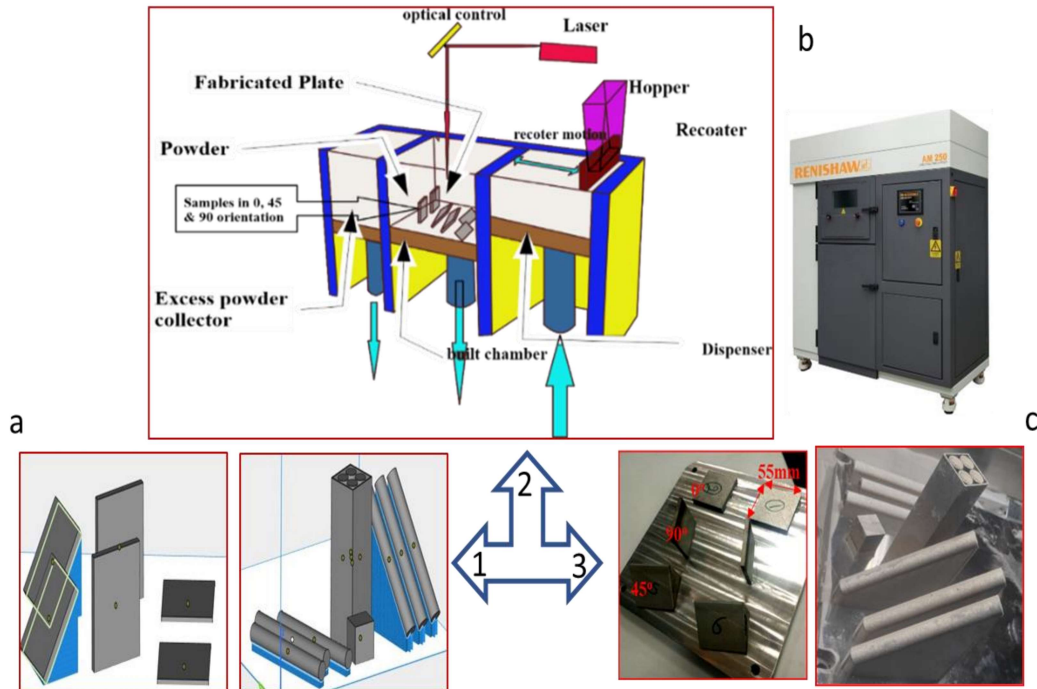 optical control
Laser
b
Fabricated Plate
Hopper
Recoater
recoter motion
Powder
RENISHAW
AM 250
Samples in 0, 45
& 90 orientation
Excess powder
collector
built chamber
Dispenser
a
c
2
1
3
0°
55mm
90°
45°
6